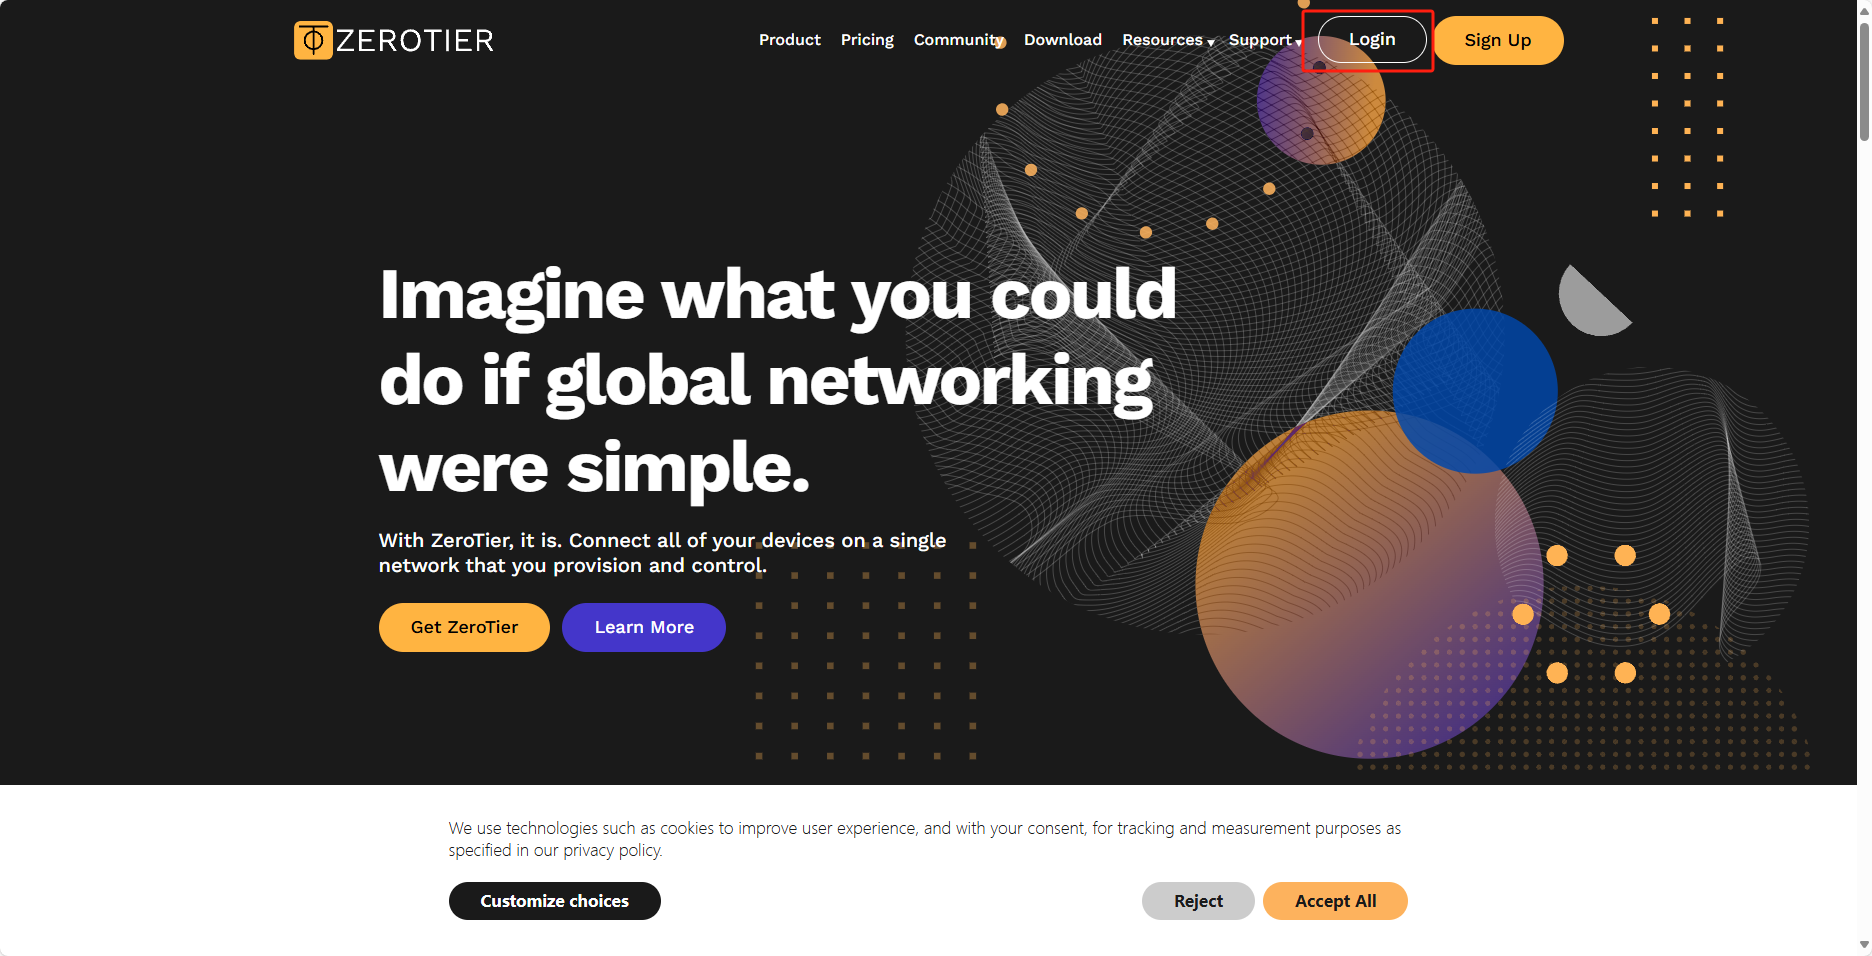 ZEROTIER
Product Pricing Community Download Resources Support Login Sign Up
Imagine what you could
do if global networking
were simple.
With ZeroTier, it is. Connect all of your devices on a single
network that you provision and control.
Get ZeroTier Learn More
We use technologies such as cookies to improve user experience, and with your consent, for tracking and measurement purposes as
specified in our privacy policy.
Customize choices Reject Accept All